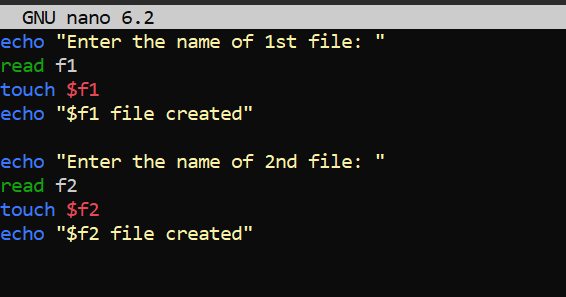 GNU nano 6.2
echo "Enter the name of 1st file: "
read f1
touch $f1
echo "$f1 file created"
echo "Enter the name of 2nd file: "
read f2
touch $f2
echo "$f2 file created"